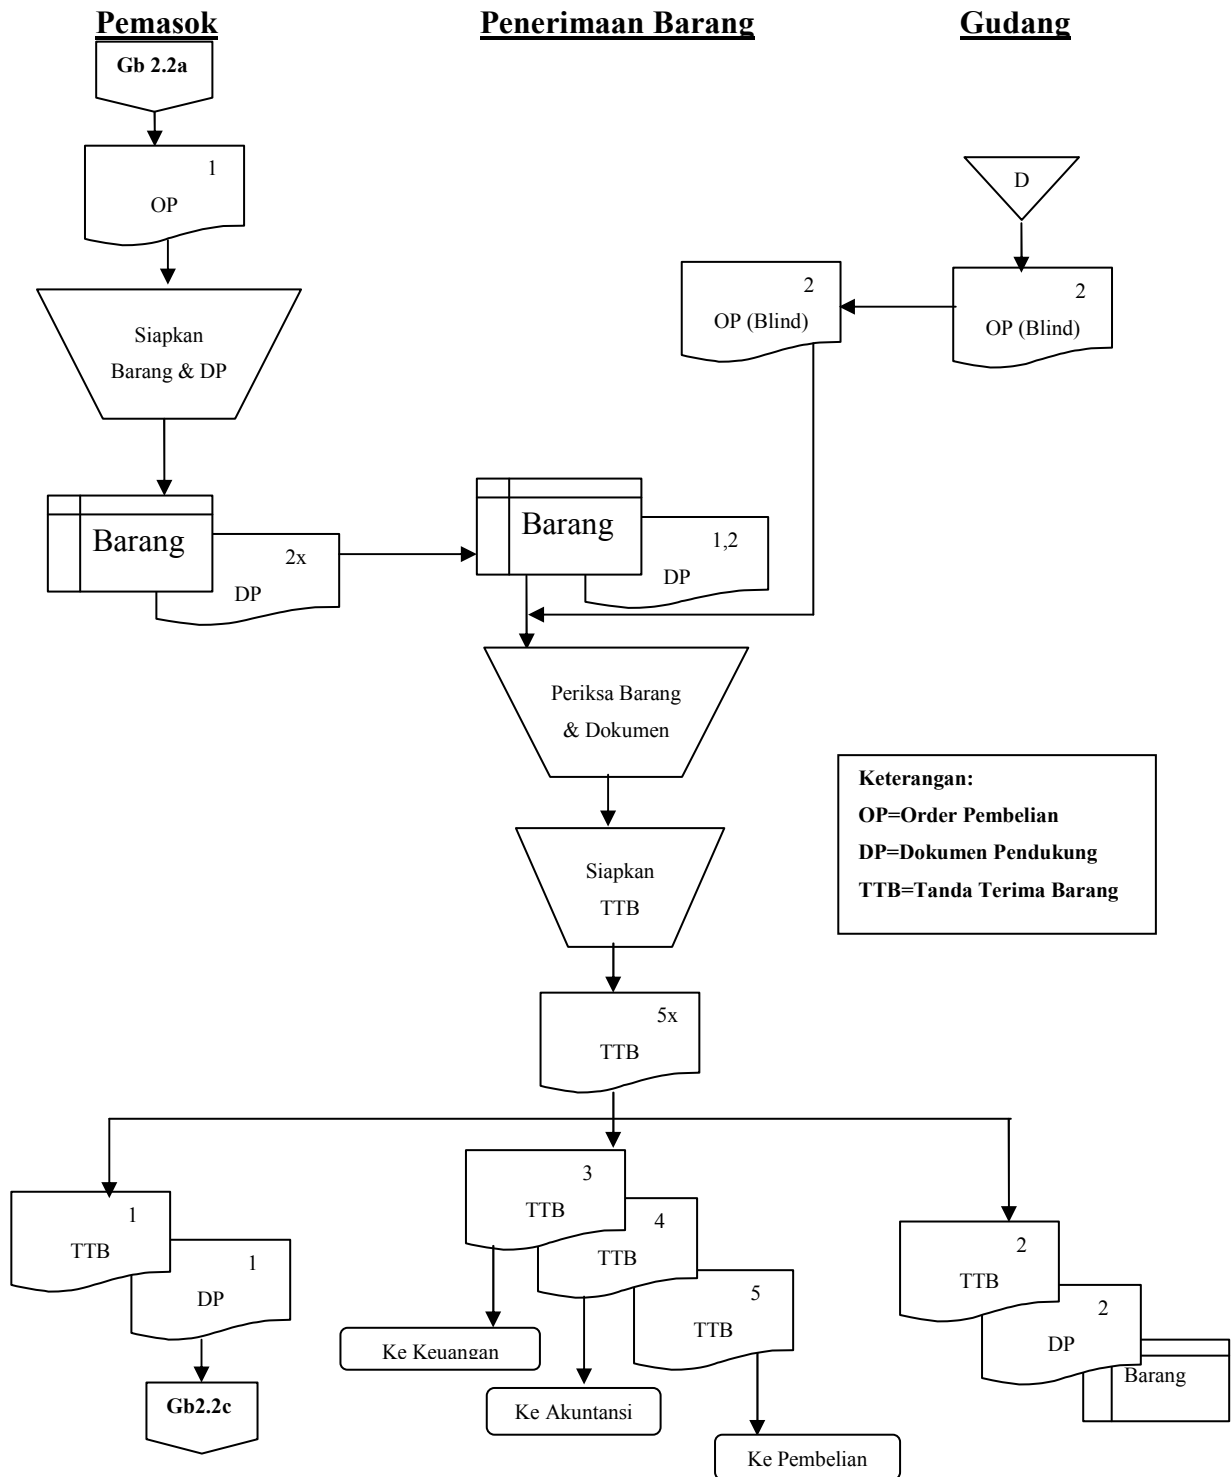 Pemasok
Penerimaan Barang
Gudang
Gb 2.2a
1
OP
D
2
OP (Blind)
2
OP (Blind)
Siapkan
Barang & DP
Barang
2x
DP
Barang
1,2
DP
Periksa Barang
& Dokumen
Keterangan:
OP=Order Pembelian
DP=Dokumen Pendukung
TTB=Tanda Terima Barang
Siapkan
TTB
5x
TTB
1
TTB
1
DP
Gb2.2c
3
TTB
4
TTB
5
TTB
Ke Keuangan
Ke Akuntansi
Ke Pembelian
2
TTB
2
DP
Barang